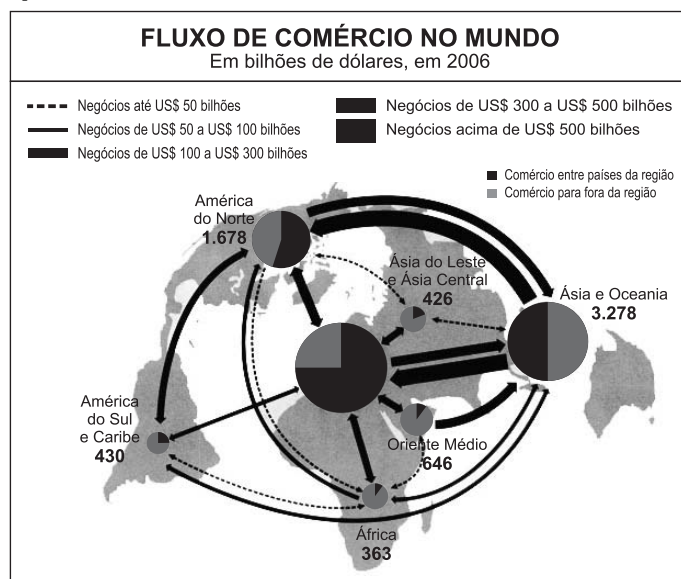 FLUXO DE COMÉRCIO NO MUNDO
Em bilhões de dólares, em 2006
Negócios até US$ 50 bilhões
Negócios de US$ 50 a US$ 100 bilhões
Negócios de US$ 100 a US$ 300 bilhões
Negócios de US$ 300 a US$ 500 bilhões
Negócios acima de US$ 500 bilhões
Comércio entre países da região
Comércio para fora da região
América
do Norte
1.678
Ásia do Leste
e Ásia Central
426
Ásia e Oceania
3.278
América
do Sul
e Caribe
430
Oriente Médio
646
África
363